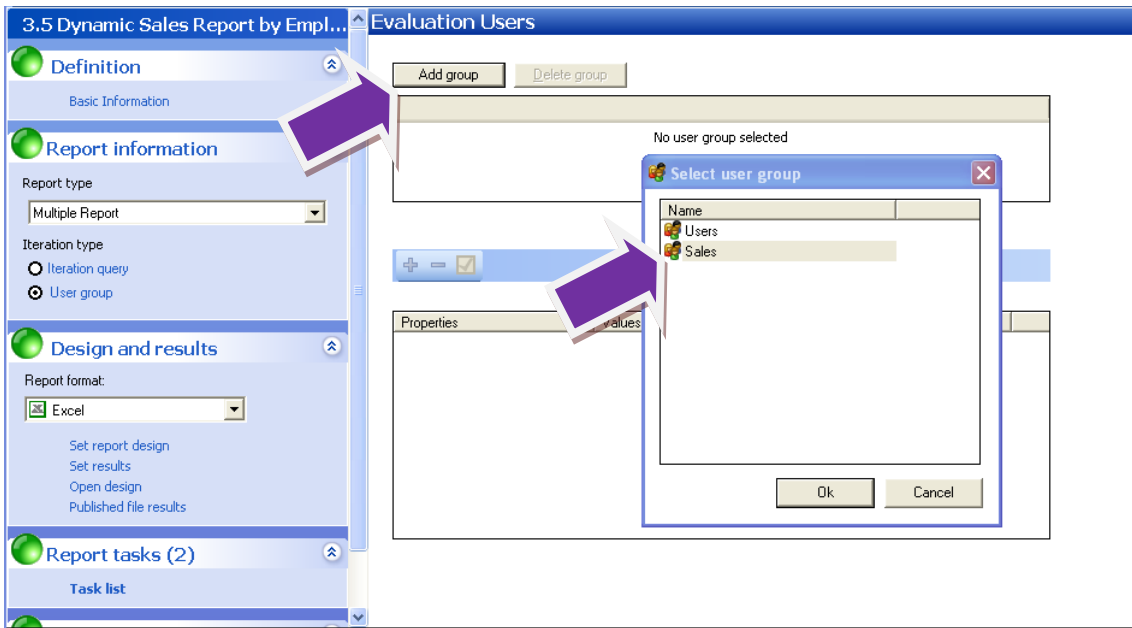 3.5 Dynamic Sales Report by Empl...
Definition
Basic Information
Report information
Report type
Multiple Report
Iteration type
Iteration query
User group
Design and results
Report format:
Excel
Set report design
Set results
Open design
Published file results
Report tasks (2)
Task list
Evaluation Users
Add group
Delete group
No user group selected
Properties
Values
Select user group
Name
Users
Sales
Ok
Cancel